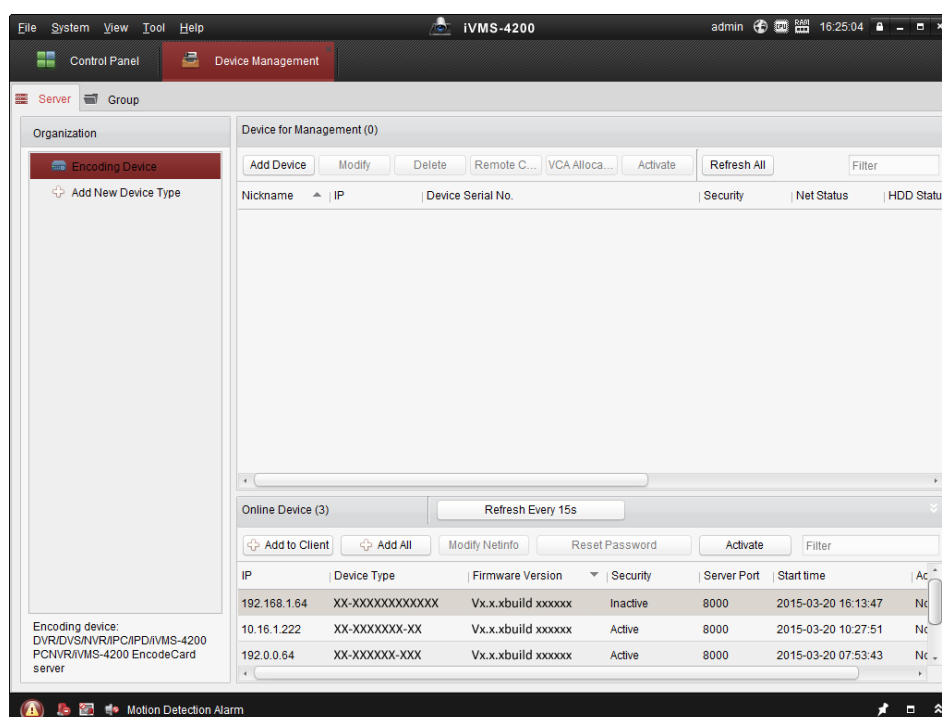 File System View Tool Help iVMS-4200 admin CPU RAM 16:25:04
Control Panel Device Management
Server Group
Organization
Encoding Device
Add New Device Type
Encoding device:
DVR/DVS/NVR/IPC/IPD/iVMS-4200
PCNVR/iVMS-4200 EncodeCard
server
Device for Management (0)
Add Device Modify Delete Remote C... VCA Alloca... Activate Refresh All Filter
Nickname IP Device Serial No. Security Net Status HDD Statu
Online Device (3) Refresh Every 15s
Add to Client Add All Modify Netinfo Reset Password Activate Filter
IP Device Type Firmware Version Security Server Port Start time Ac
192.168.1.64 XX-XXXXXXXXXXXX Vx.x.xbuild xxxxxx Inactive 8000 2015-03-20 16:13:47 No
10.16.1.222 XX-XXXXXXX-XX Vx.x.xbuild xxxxxx Active 8000 2015-03-20 10:27:51 No
192.0.0.64 XX-XXXXXX-XXX Vx.x.xbuild xxxxxx Active 8000 2015-03-20 07:53:43 No
Motion Detection Alarm